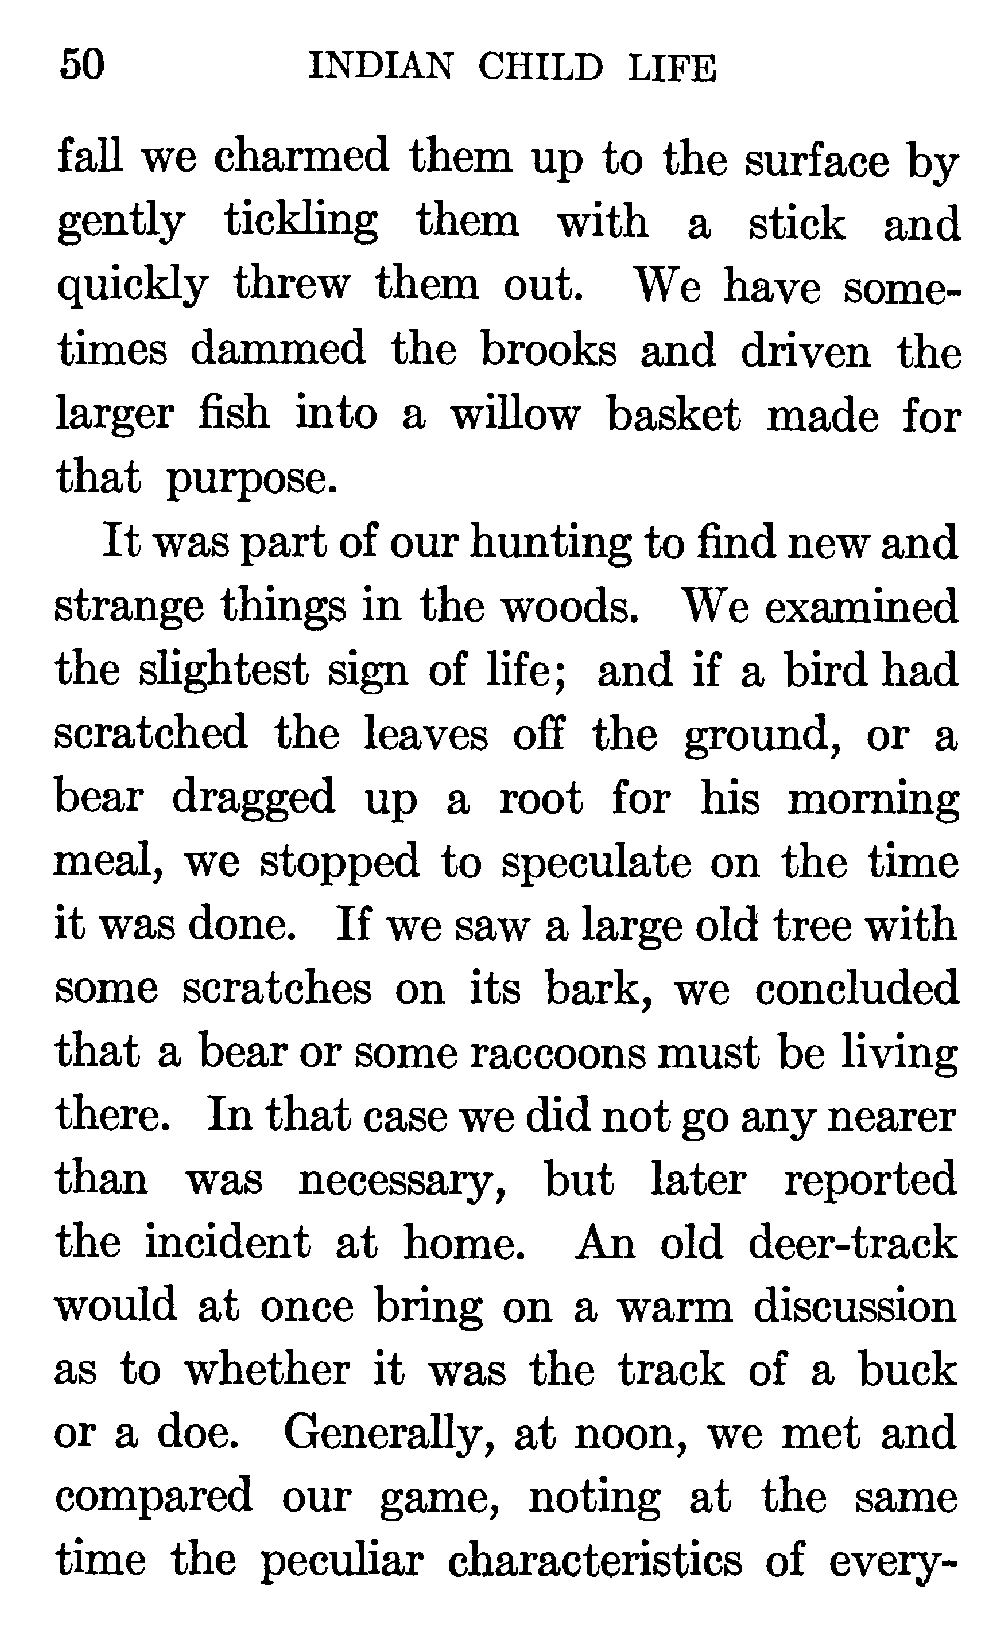 50 INDIAN CHILD LIFE
fall we charmed them up to the surface by
gently tickling them with a stick and
quickly threw them out. We have some-
times dammed the brooks and driven the
larger fish into a willow basket made for
that purpose.
It was part of our hunting to find new and
strange things in the woods. We examined
the slightest sign of life; and if a bird had
scratched the leaves off the ground, or a
bear dragged up a root for his morning
meal, we stopped to speculate on the time
it was done. If we saw a large old tree with
some scratches on its bark, we concluded
that a bear or some raccoons must be living
there. In that case we did not go any nearer
than was necessary, but later reported
the incident at home. An old deer-track
would at once bring on a warm discussion
as to whether it was the track of a buck
or a doe. Generally, at noon, we met and
compared our game, noting at the same
time the peculiar characteristics of every-